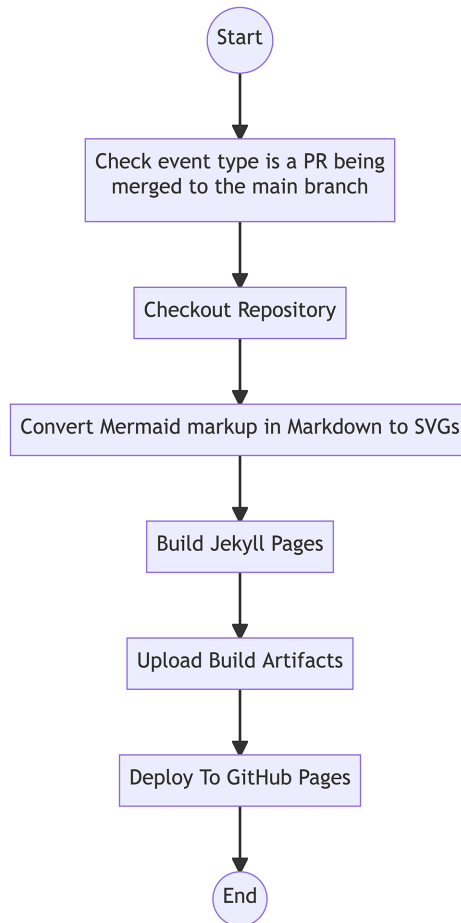 Start
Check event type is a PR being
merged to the main branch
Checkout Repository
Convert Mermaid markup in Markdown to SVGs
Build Jekyll Pages
Upload Build Artifacts
Deploy To GitHub Pages
End